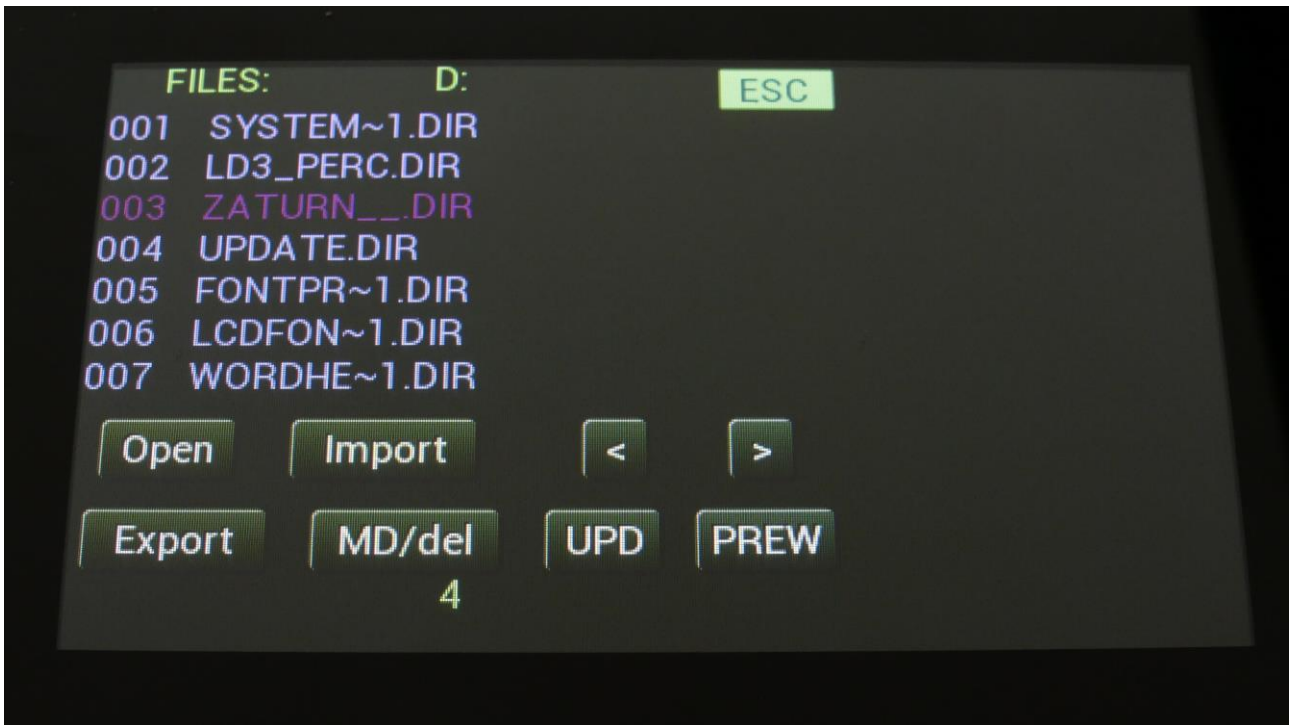 FILES: D: ESC
001 SYSTEM~1.DIR
002 LD3_PERC.DIR
003 ZATURN__.DIR
004 UPDATE.DIR
005 FONTPR~1.DIR
006 LCDFON~1.DIR
007 WORDHE~1.DIR
Open Import < >
Export MD/del UPD PREW
4